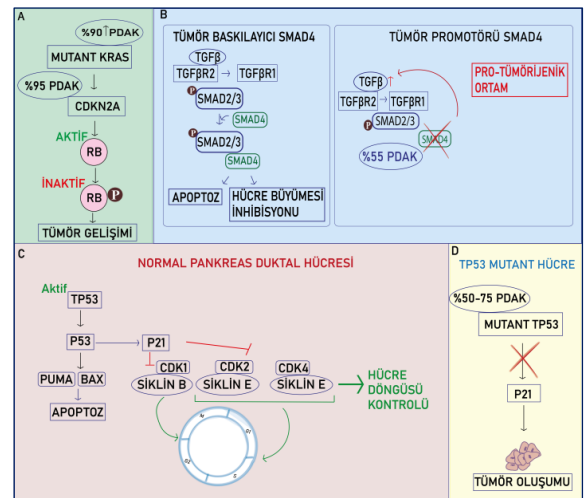 A
%90↑PDAK
MUTANT KRAS
%95 PDAK
CDKN2A
AKTİF
RB
İNAKTİF
RB P
TÜMÖR GELİŞİMİ
B
TÜMÖR BASKILAYICI SMAD4
TGFβ
TGFβR2 → TGFβR1
P
SMAD2/3
SMAD4
P
SMAD2/3
SMAD4
APOPTOZ
HÜCRE BÜYÜMESİ
İNHİBİSYONU
TÜMÖR PROMOTÖRÜ SMAD4
TGFβ ↑
TGFβR2 → TGFβR1
P
SMAD2/3
SMAD4
%55 PDAK
PRO-TÜMÖRİJENİK
ORTAM
C
NORMAL PANKREAS DUKTAL HÜCRESİ
Aktif
TP53
P53
P21
PUMA BAX
APOPTOZ
CDK1
SİKLİN B
CDK2
SİKLİN E
CDK4
SİKLİN E
HÜCRE
DÖNGÜSÜ
KONTROLÜ
D
TP53 MUTANT HÜCRE
%50-75 PDAK
MUTANT TP53
P21
TÜMÖR OLUŞUMU